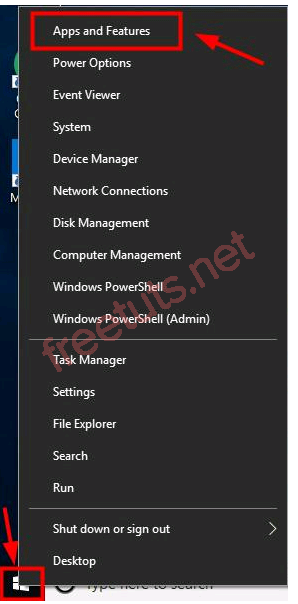 Apps and Features
Power Options
Event Viewer
System
Device Manager
Network Connections
Disk Management
Computer Management
Windows PowerShell
Windows PowerShell (Admin)
Task Manager
Settings
File Explorer
Search
Run
Shut down or sign out
Desktop
Type here to search
freetuts.net